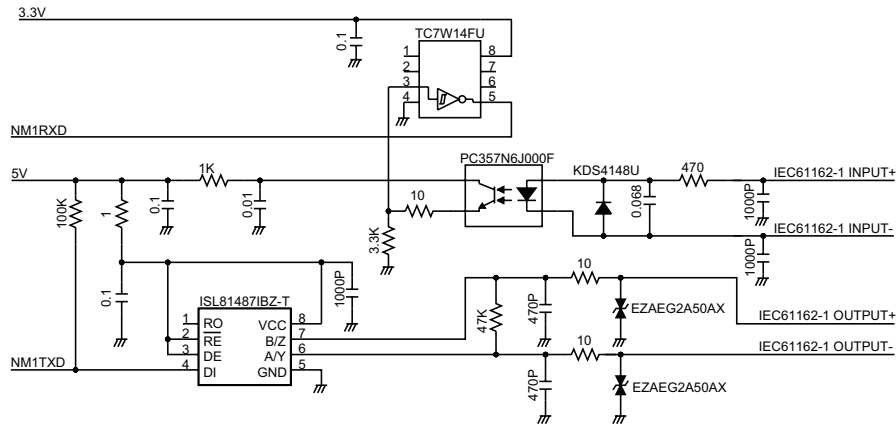 3.3V
TC7W14FU
0.1
1 8
2 7
3 6
4 5
NM1RXD
PC357N6J000F
KDS4148U
5V
1K
470
IEC61162-1 INPUT+
100K
1
0.1
0.01
10
0.068
1000P
IEC61162-1 INPUT-
3.3K
1000P
0.1
ISL81487IBZ-T
1000P
10
1 RO VCC 8
2 RE B/Z 7
3 DE A/Y 6
4 DI GND 5
47K
470P
EZAEG2A50AX
IEC61162-1 OUTPUT+
10
IEC61162-1 OUTPUT-
NM1TXD
470P
EZAEG2A50AX